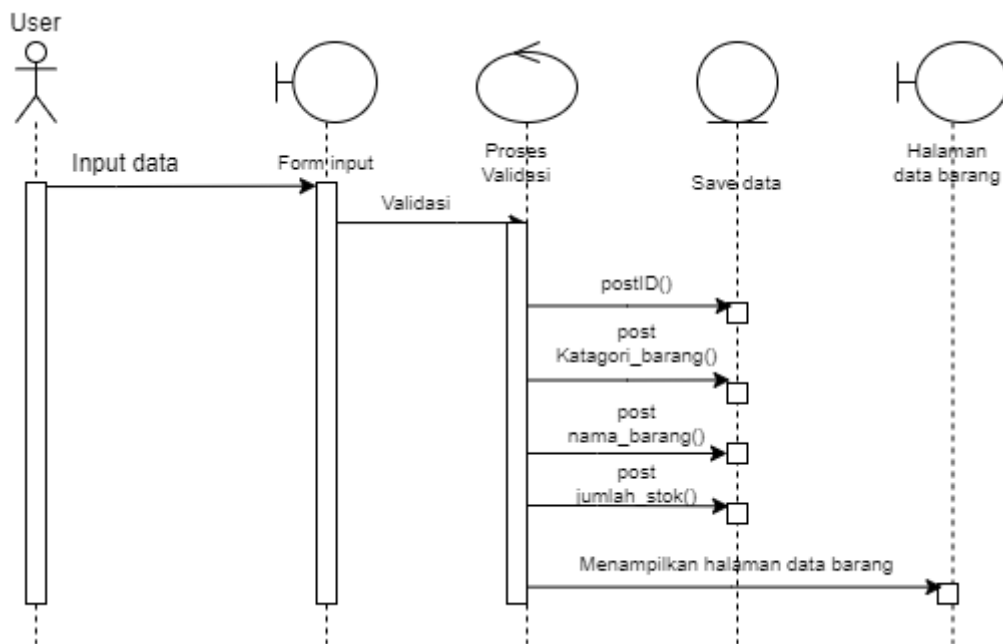 User
Form input
Proses
Validasi
Save data
Halaman
data barang
Input data
Validasi
postID()
post
Katagori_barang()
post
nama_barang()
post
jumlah_stok()
Menampilkan halaman data barang